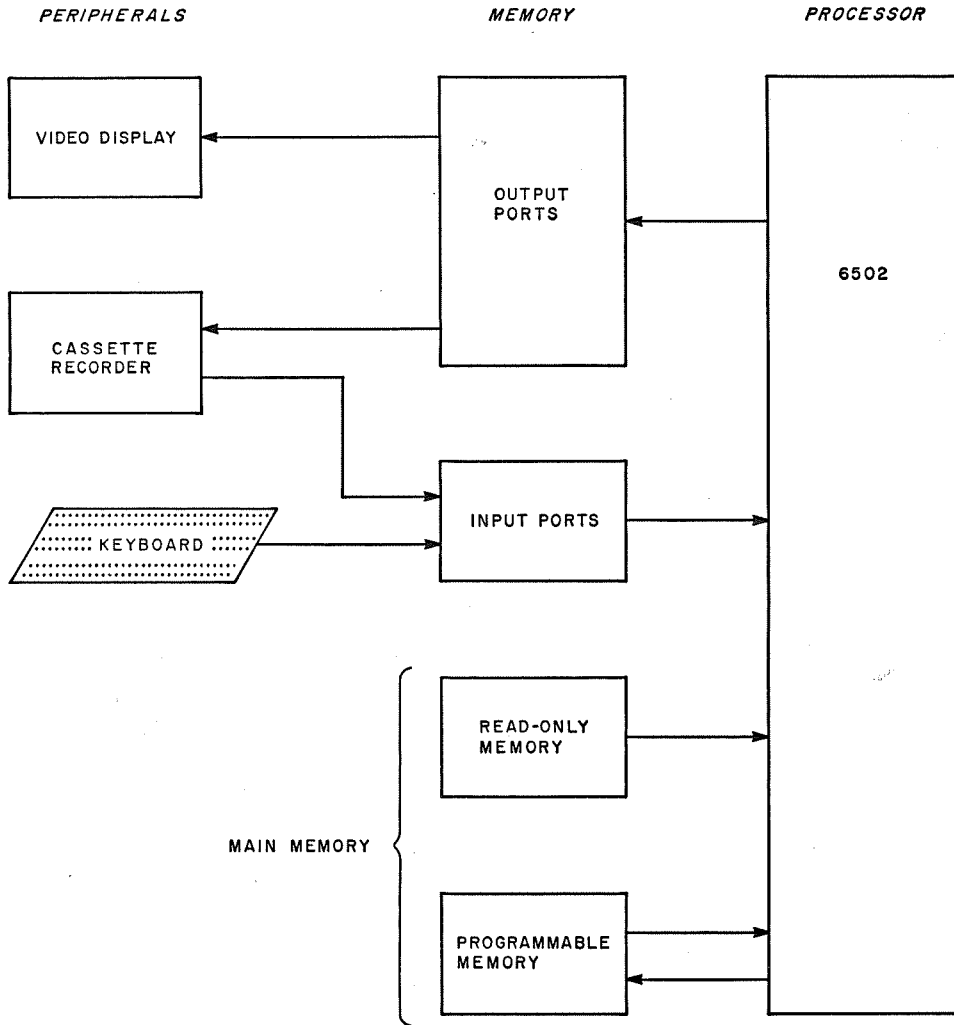 PERIPHERALS
MEMORY
PROCESSOR
VIDEO DISPLAY
OUTPUT
PORTS
6502
CASSETTE
RECORDER
INPUT PORTS
KEYBOARD
READ-ONLY
MEMORY
MAIN MEMORY
PROGRAMMABLE
MEMORY